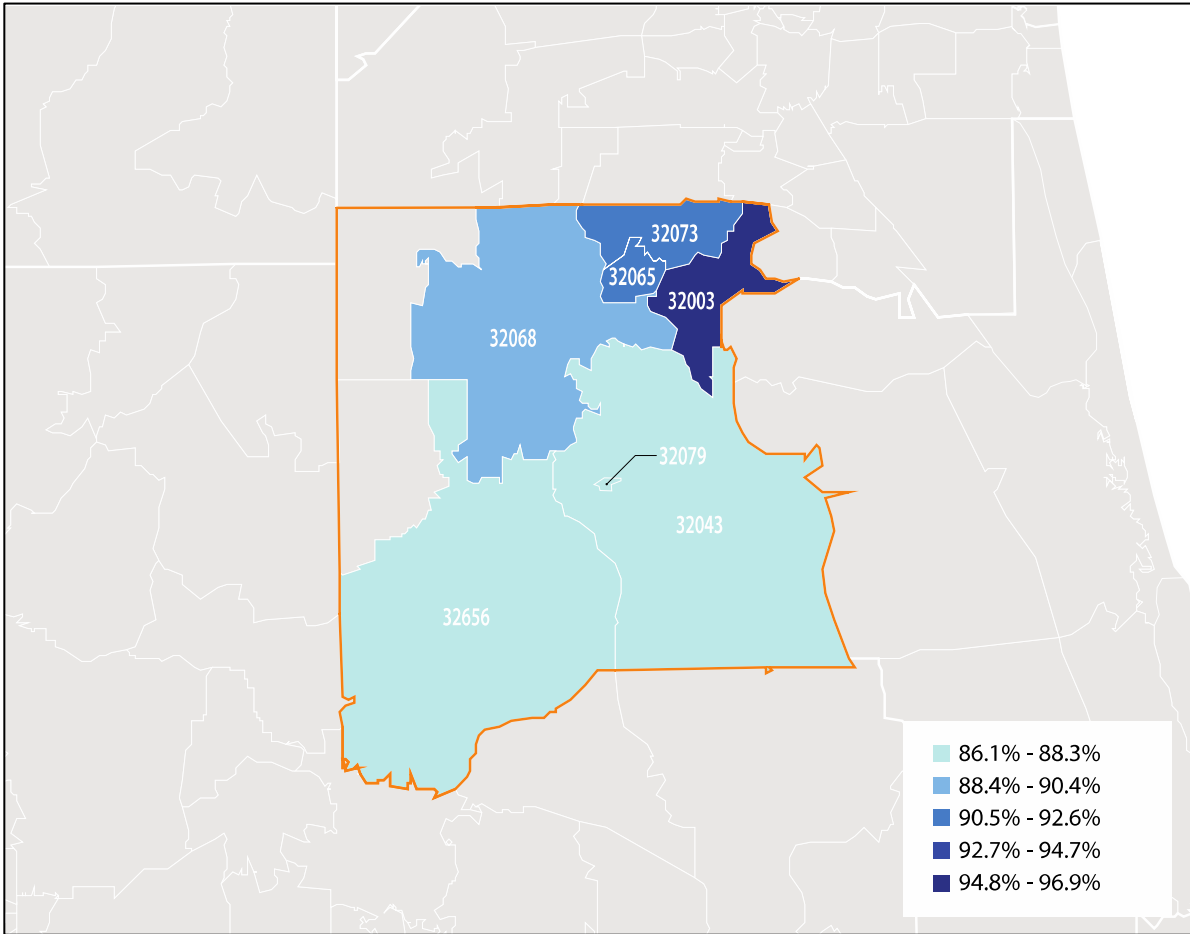 32073
32065
32003
32068
32079
32043
32656
86.1% - 88.3%
88.4% - 90.4%
90.5% - 92.6%
92.7% - 94.7%
94.8% - 96.9%